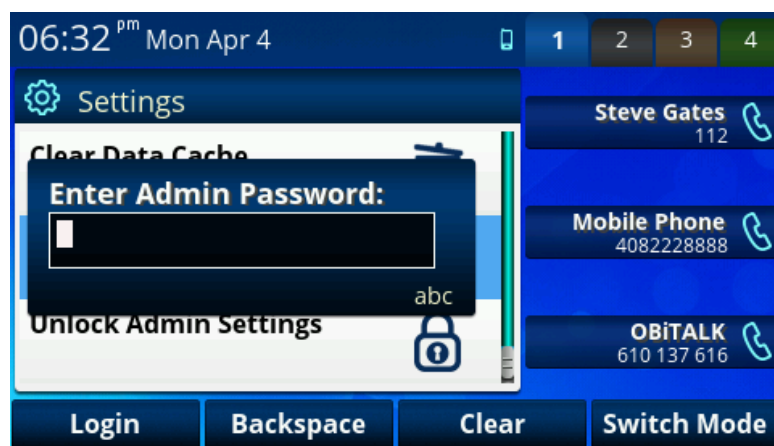 06:32 pm Mon Apr 4
1 2 3 4
Settings
Clear Data Cache
Enter Admin Password:
abc
Unlock Admin Settings
Steve Gates
112
Mobile Phone
4082228888
OBiTALK
610 137 616
Login Backspace Clear Switch Mode